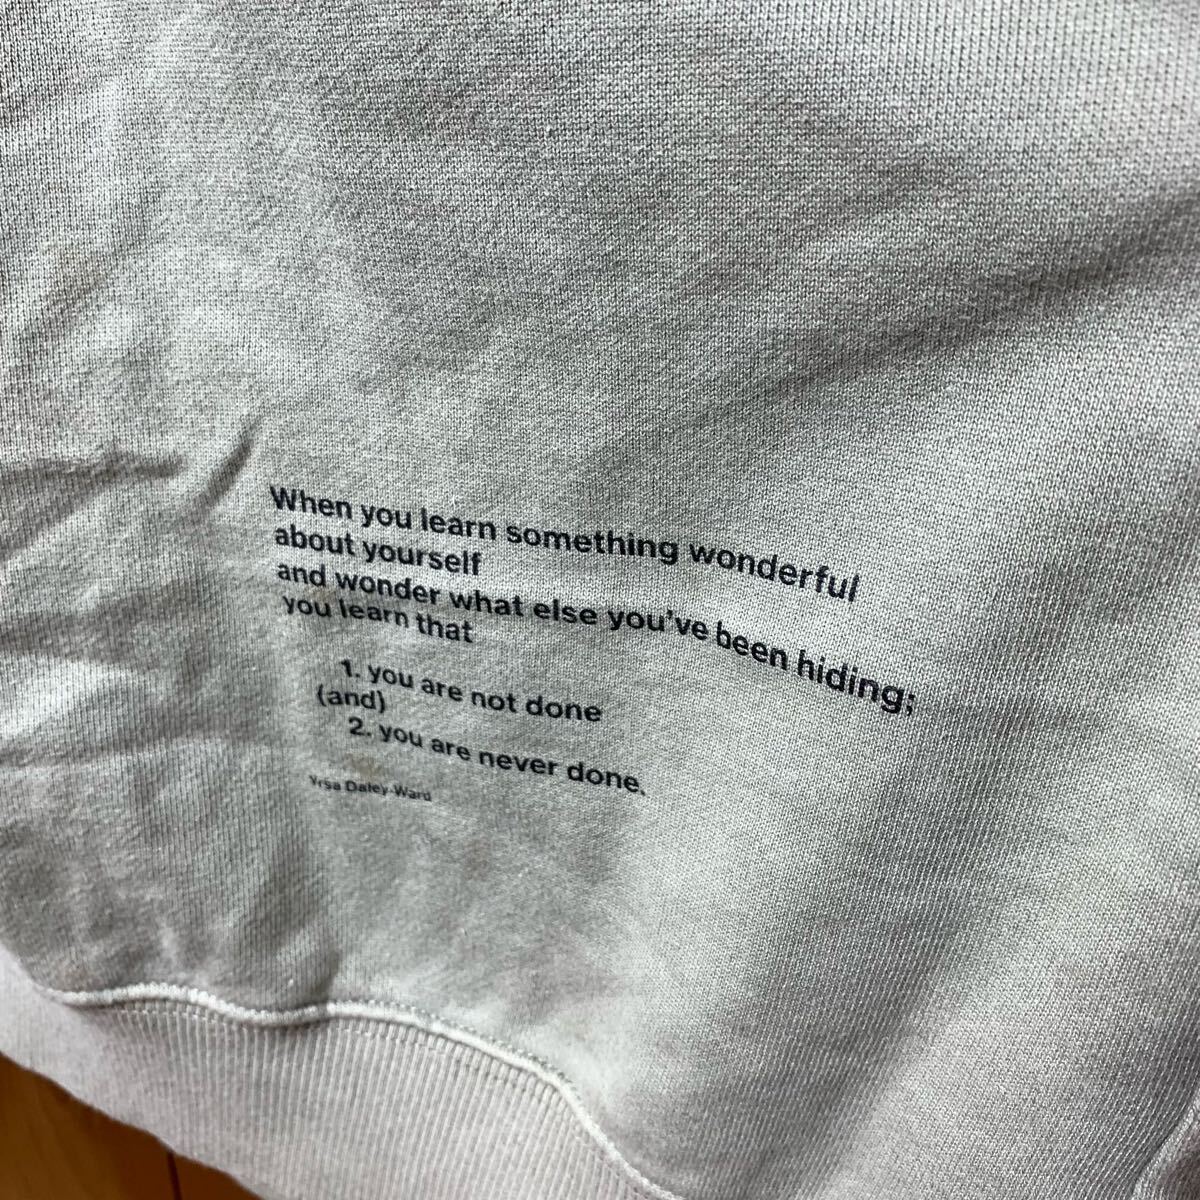 When you learn something wonderful
about yourself
and wonder what else you've been hiding;
you learn that
1. you are not done
(and)
2. you are never done.
Yrsa Daley-Ward